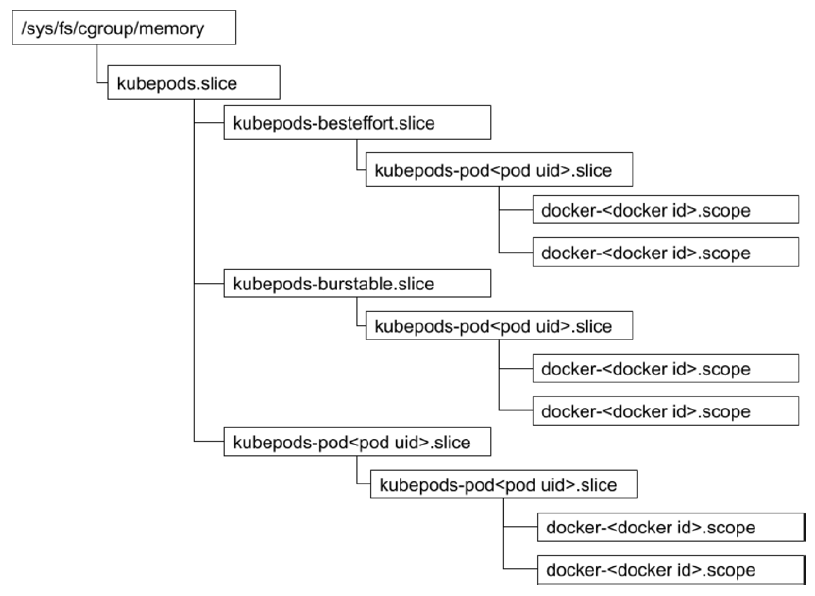 /sys/fs/cgroup/memory
kubepods.slice
kubepods-besteffort.slice
kubepods-pod<pod uid>.slice
docker-<docker id>.scope
docker-<docker id>.scope
kubepods-burstable.slice
kubepods-pod<pod uid>.slice
docker-<docker id>.scope
docker-<docker id>.scope
kubepods-pod<pod uid>.slice
kubepods-pod<pod uid>.slice
docker-<docker id>.scope
docker-<docker id>.scope